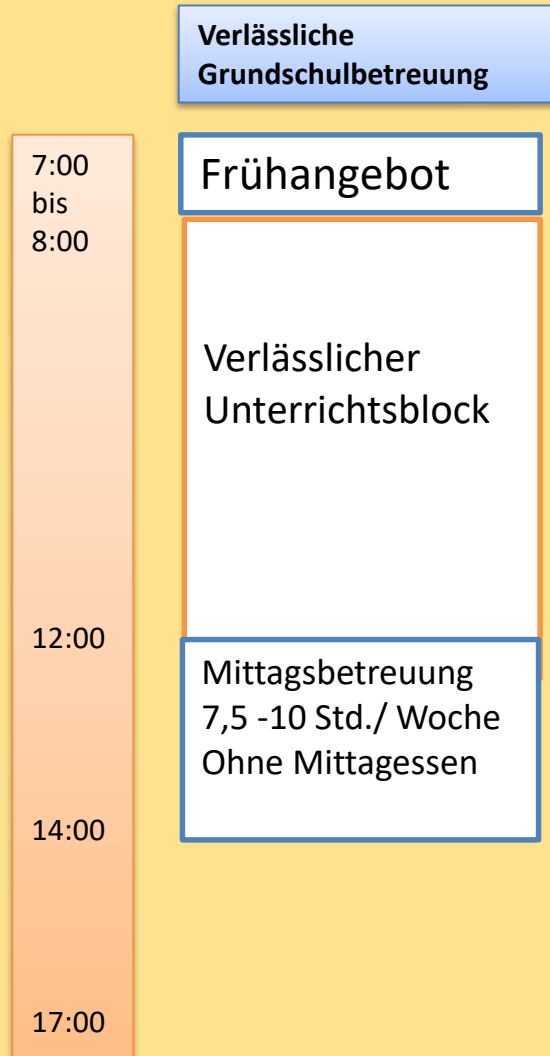 Verlässliche
Grundschulbetreuung
7:00
bis
8:00
Frühangebot
Verlässlicher
Unterrichtsblock
12:00
Mittagsbetreuung
7,5 -10 Std./ Woche
Ohne Mittagessen
14:00
17:00